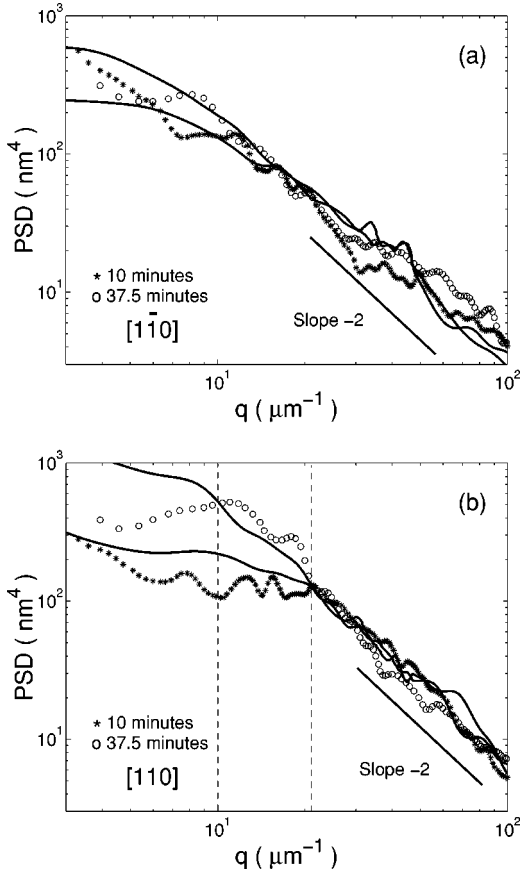 (a)
10³
10²
10¹
PSD ( nm⁴ )
* 10 minutes
o 37.5 minutes
[11̄0]
Slope −2
10¹
10²
q ( μm⁻¹ )
(b)
10³
10²
10¹
PSD ( nm⁴ )
* 10 minutes
o 37.5 minutes
[110]
Slope −2
10¹
10²
q ( μm⁻¹ )